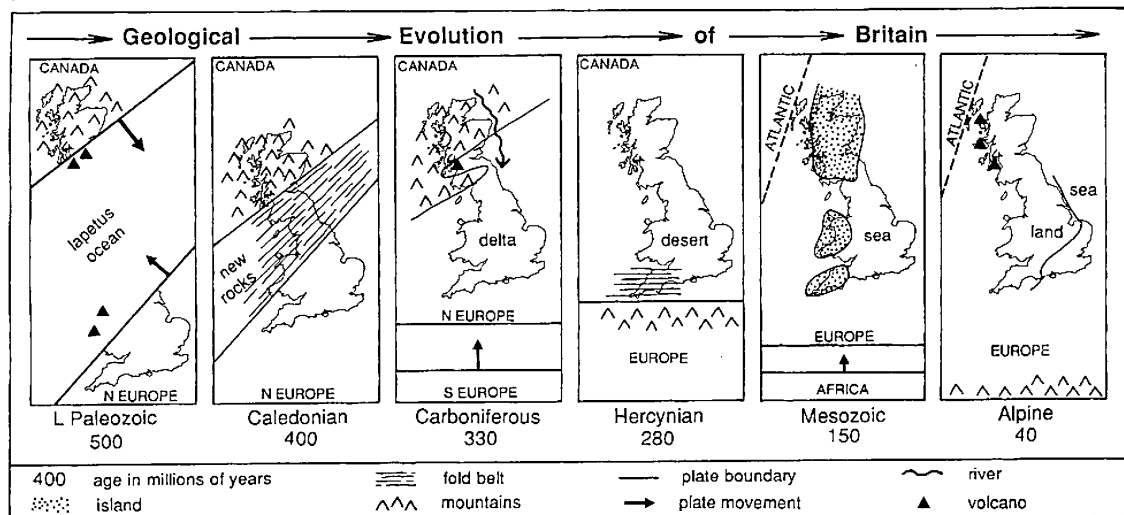 Geological Evolution of Britain
CANADA
Iapetus
ocean
N EUROPE
L Paleozoic
500
CANADA
new
rocks
N EUROPE
Caledonian
400
CANADA
delta
N EUROPE
S EUROPE
Carboniferous
330
CANADA
desert
EUROPE
Hercynian
280
ATLANTIC
sea
EUROPE
AFRICA
Mesozoic
150
ATLANTIC
sea
land
EUROPE
Alpine
40
400 age in millions of years
fold belt
plate boundary
river
island
mountains
plate movement
volcano